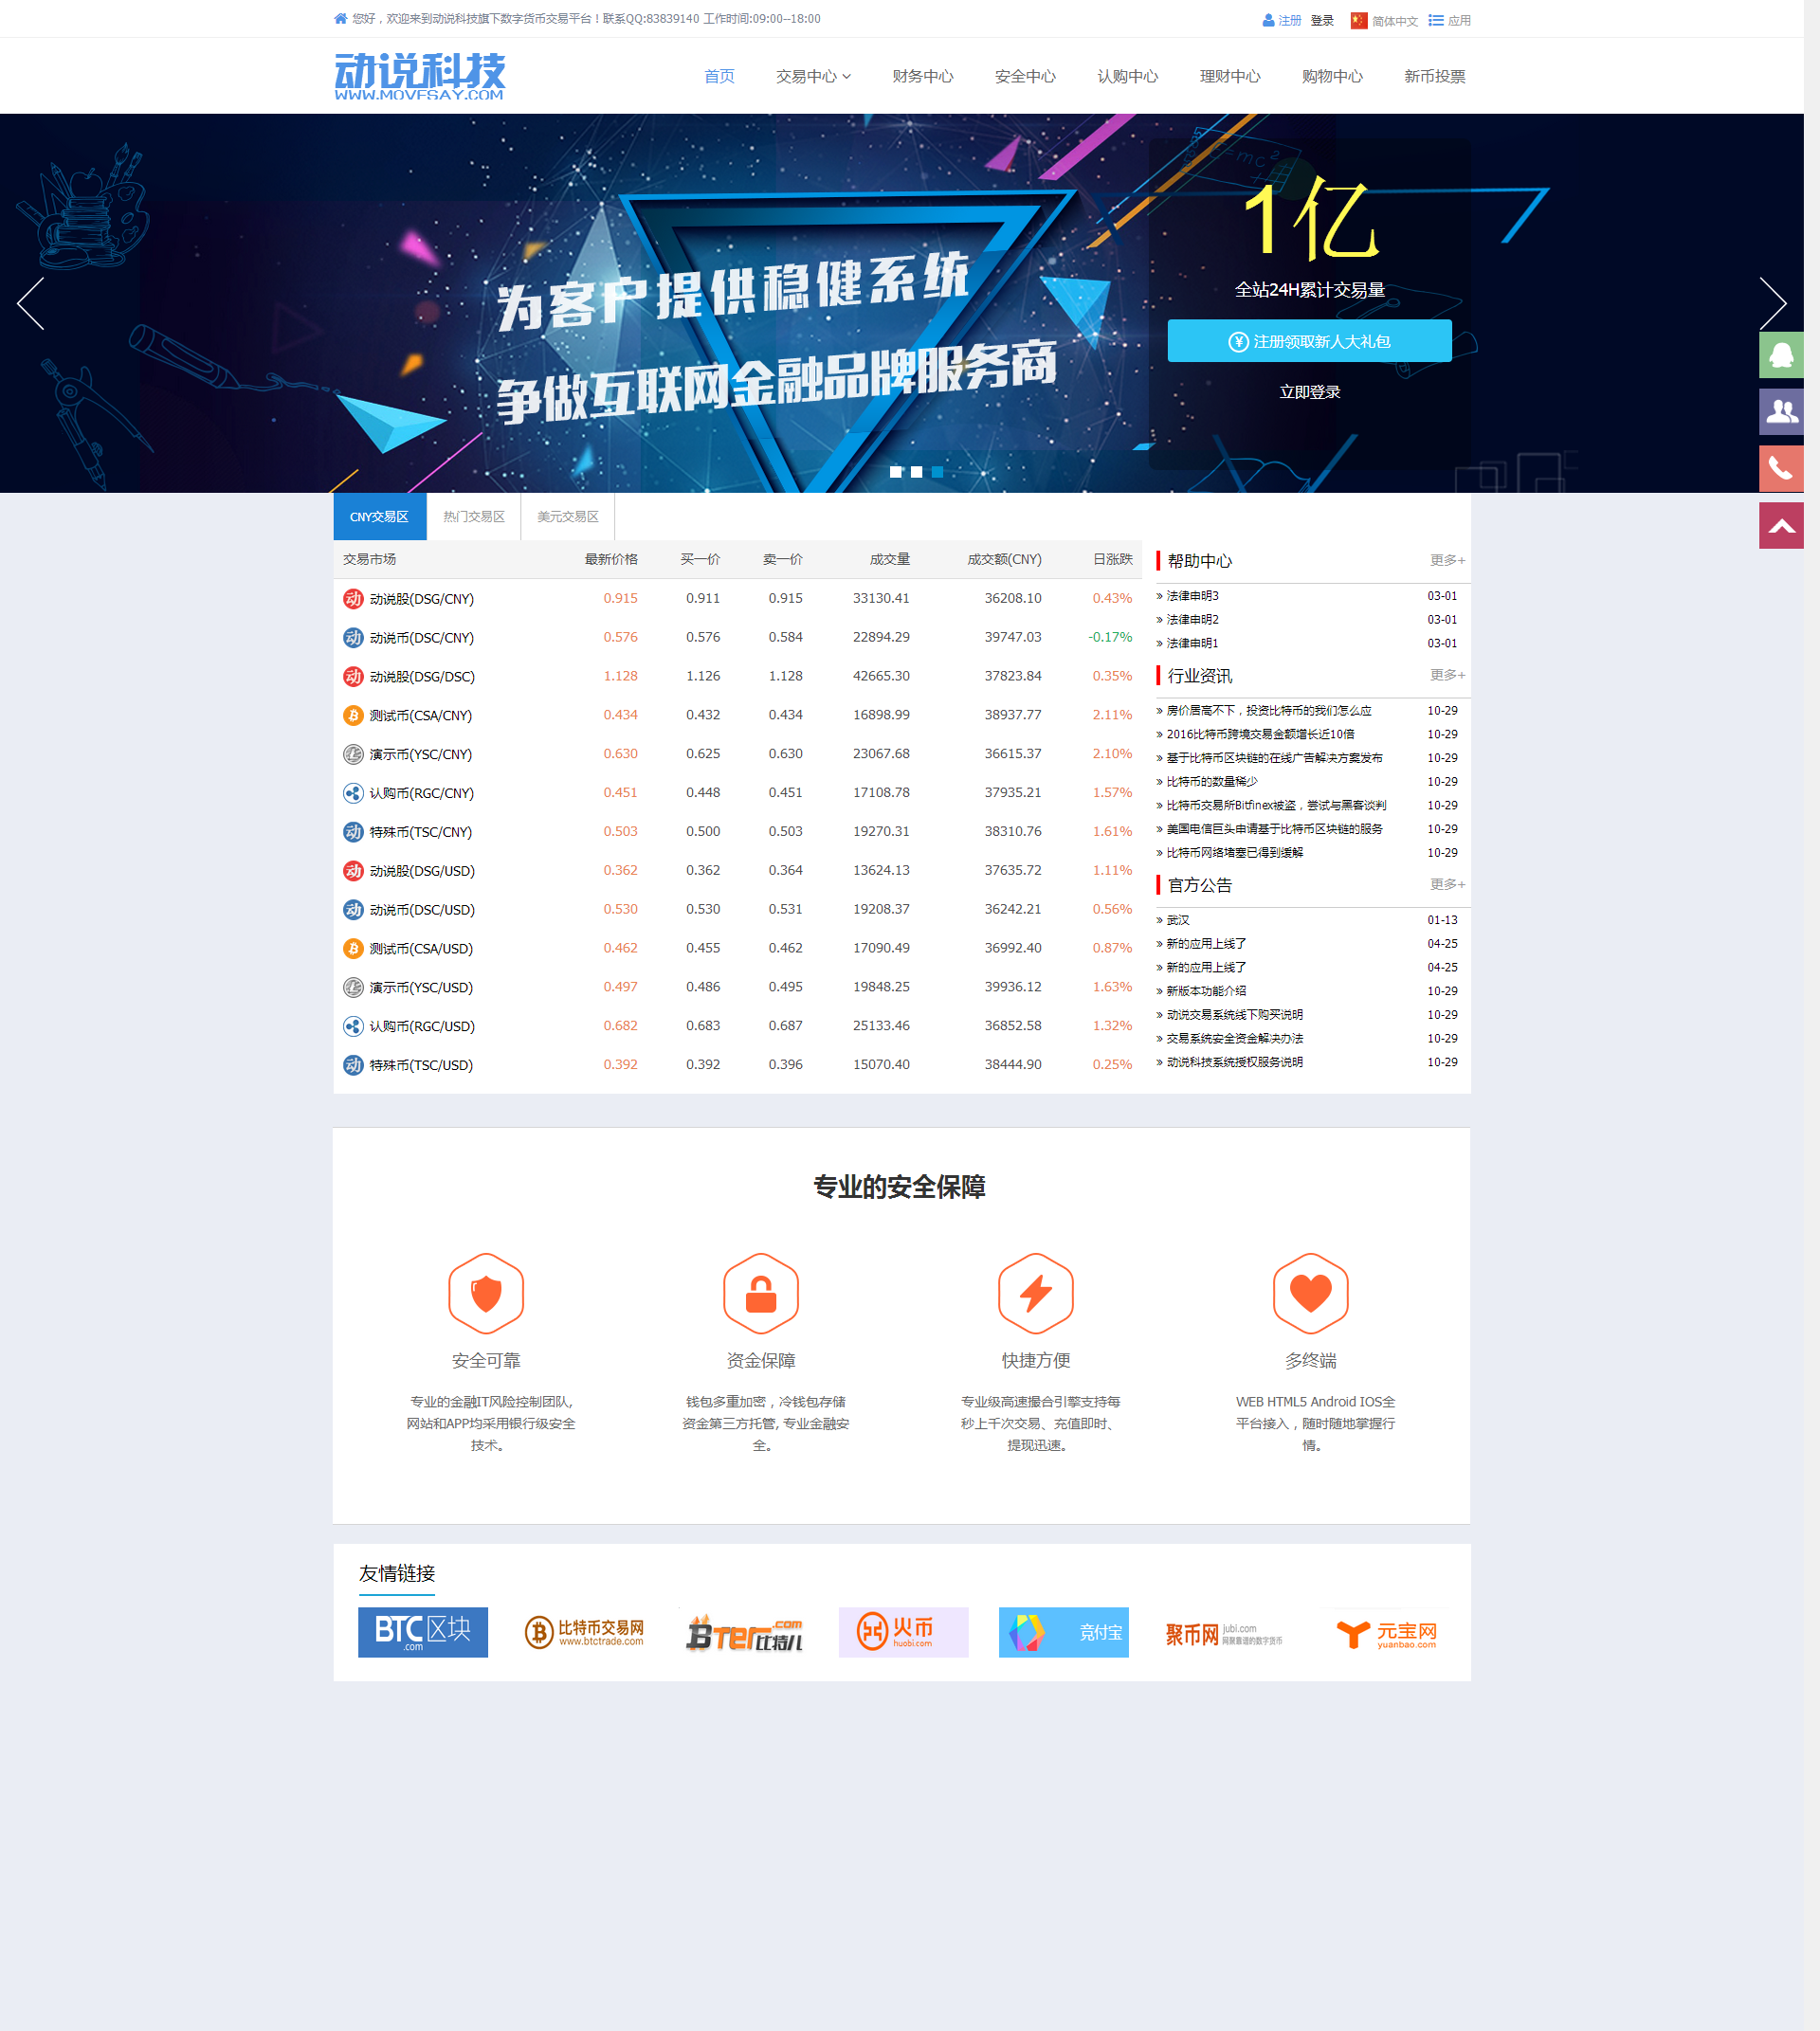 您好，欢迎来到动说科技旗下数字货币交易平台！联系QQ:83839140 工作时间:09:00--18:00
注册 登录 简体中文 应用
动说科技
WWW.MOVESAY.COM
首页 交易中心 财务中心 安全中心 认购中心 理财中心 购物中心 新币投票
为客户提供稳健系统
争做互联网金融品牌服务商
1亿
全站24H累计交易量
注册领取新人大礼包
立即登录
CNY交易区 热门交易区 美元交易区
交易市场 最新价格 买一价 卖一价 成交量 成交额(CNY) 日涨跌
动说股(DSG/CNY) 0.915 0.911 0.915 33130.41 36208.10 0.43%
动说币(DSC/CNY) 0.576 0.576 0.584 22894.29 39747.03 -0.17%
动说股(DSG/DSC) 1.128 1.126 1.128 42665.30 37823.84 0.35%
测试币(CSA/CNY) 0.434 0.432 0.434 16898.99 38937.77 2.11%
演示币(YSC/CNY) 0.630 0.625 0.630 23067.68 36615.37 2.10%
认购币(RGC/CNY) 0.451 0.448 0.451 17108.78 37935.21 1.57%
特殊币(TSC/CNY) 0.503 0.500 0.503 19270.31 38310.76 1.61%
动说股(DSG/USD) 0.362 0.362 0.364 13624.13 37635.72 1.11%
动说币(DSC/USD) 0.530 0.530 0.531 19208.37 36242.21 0.56%
测试币(CSA/USD) 0.462 0.455 0.462 17090.49 36992.40 0.87%
演示币(YSC/USD) 0.497 0.486 0.495 19848.25 39936.12 1.63%
认购币(RGC/USD) 0.682 0.683 0.687 25133.46 36852.58 1.32%
特殊币(TSC/USD) 0.392 0.392 0.396 15070.40 38444.90 0.25%
帮助中心 更多+
» 法律申明3 03-01
» 法律申明2 03-01
» 法律申明1 03-01
行业资讯 更多+
» 房价居高不下，投资比特币的我们怎么应 10-29
» 2016比特币跨境交易金额增长近10倍 10-29
» 基于比特币区块链的在线广告解决方案发布 10-29
» 比特币的数量稀少 10-29
» 比特币交易所Bitfinex被盗，尝试与黑客谈判 10-29
» 美国电信巨头申请基于比特币区块链的服务 10-29
» 比特币网络堵塞已得到缓解 10-29
官方公告 更多+
» 武汉 01-13
» 新的应用上线了 04-25
» 新的应用上线了 04-25
» 新版本功能介绍 10-29
» 动说交易系统线下购买说明 10-29
» 交易系统安全资金解决办法 10-29
» 动说科技系统授权服务说明 10-29
专业的安全保障
安全可靠
专业的金融IT风险控制团队,
网站和APP均采用银行级安全
技术。
资金保障
钱包多重加密，冷钱包存储
资金第三方托管, 专业金融安
全。
快捷方便
专业级高速撮合引擎支持每
秒上千次交易、充值即时、
提现迅速。
多终端
WEB HTML5 Android IOS全
平台接入，随时随地掌握行
情。
友情链接
BTC区块
.com
比特币交易网
www.btctrade.com
BTer.com
比特儿
火币
huobi.com
竞付宝
聚币网
jubi.com
网聚靠谱的数字货币
元宝网
yuanbao.com